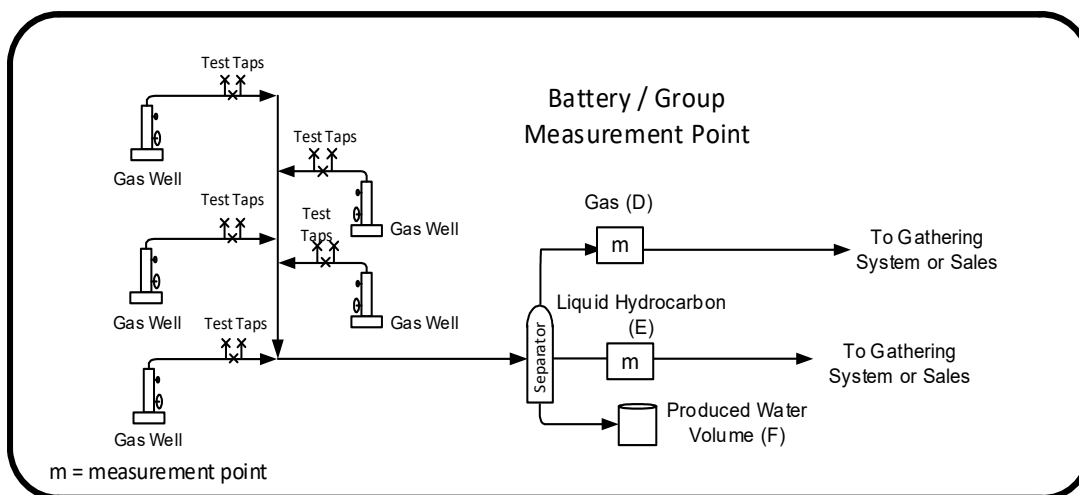 Test Taps
Battery / Group
Measurement Point
Test Taps
Gas Well
Test Taps
Test
Taps
Gas (D)
Gas Well
m
To Gathering
System or Sales
Gas Well
Liquid Hydrocarbon
(E)
Gas Well
Test Taps
Separator
m
To Gathering
System or Sales
Produced Water
Volume (F)
Gas Well
m = measurement point